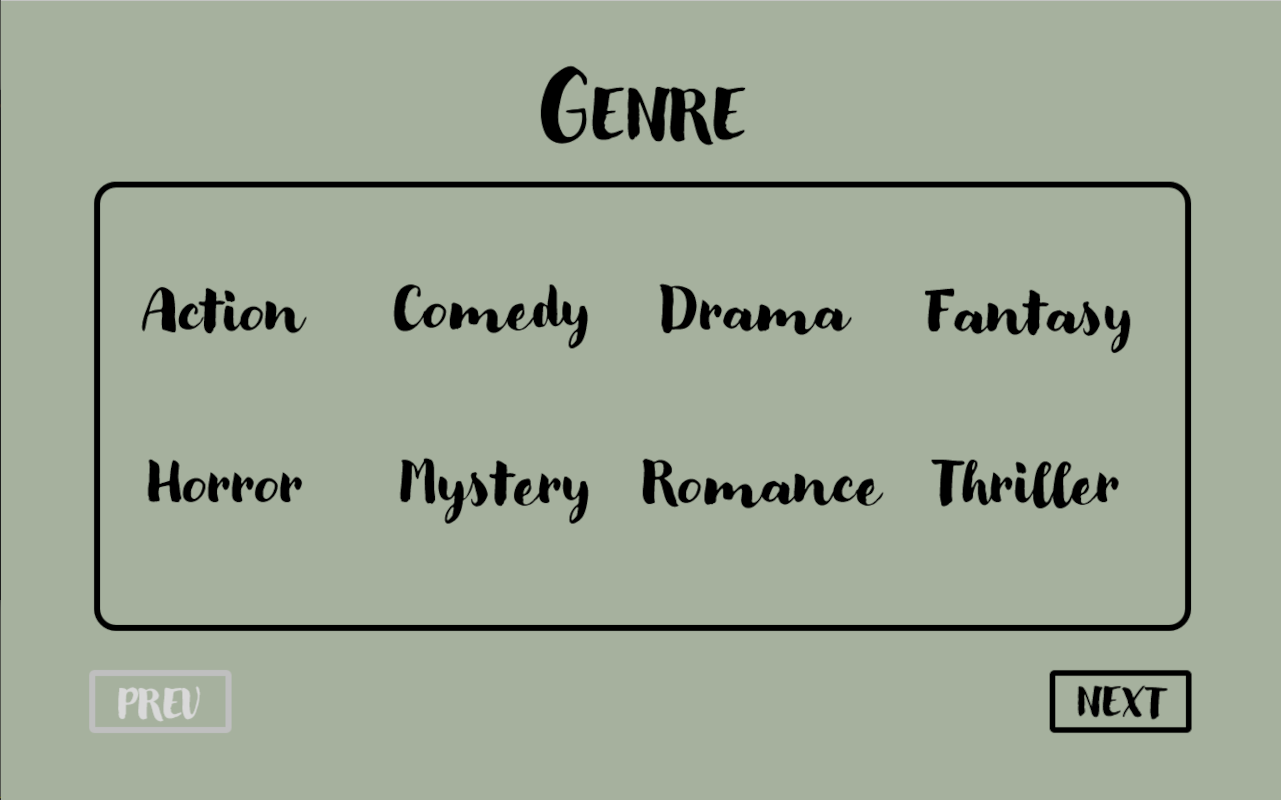 GENRE
Action Comedy Drama Fantasy
Horror Mystery Romance Thriller
PREV NEXT